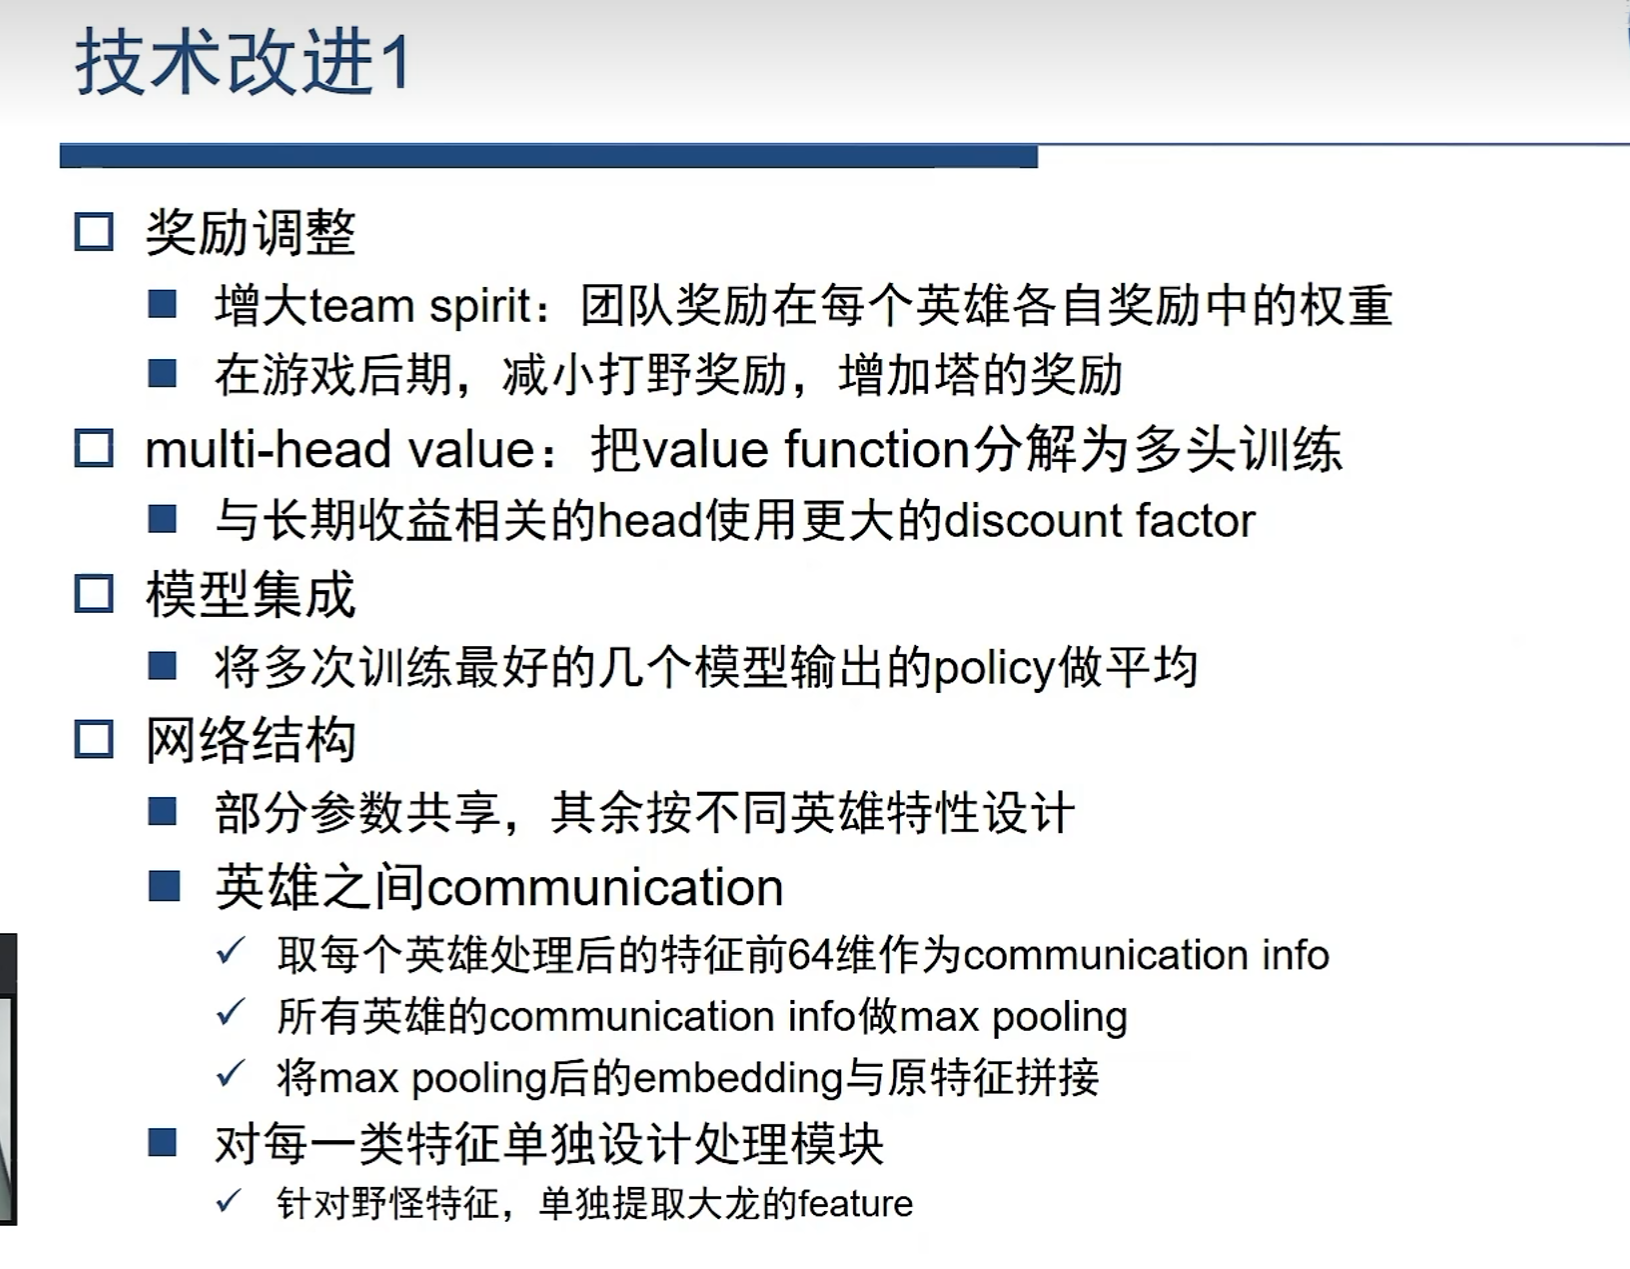 技术改进1
奖励调整
增大team spirit：团队奖励在每个英雄各自奖励中的权重
在游戏后期，减小打野奖励，增加塔的奖励
multi-head value：把value function分解为多头训练
与长期收益相关的head使用更大的discount factor
模型集成
将多次训练最好的几个模型输出的policy做平均
网络结构
部分参数共享，其余按不同英雄特性设计
英雄之间communication
取每个英雄处理后的特征前64维作为communication info
所有英雄的communication info做max pooling
将max pooling后的embedding与原特征拼接
对每一类特征单独设计处理模块
针对野怪特征，单独提取大龙的feature